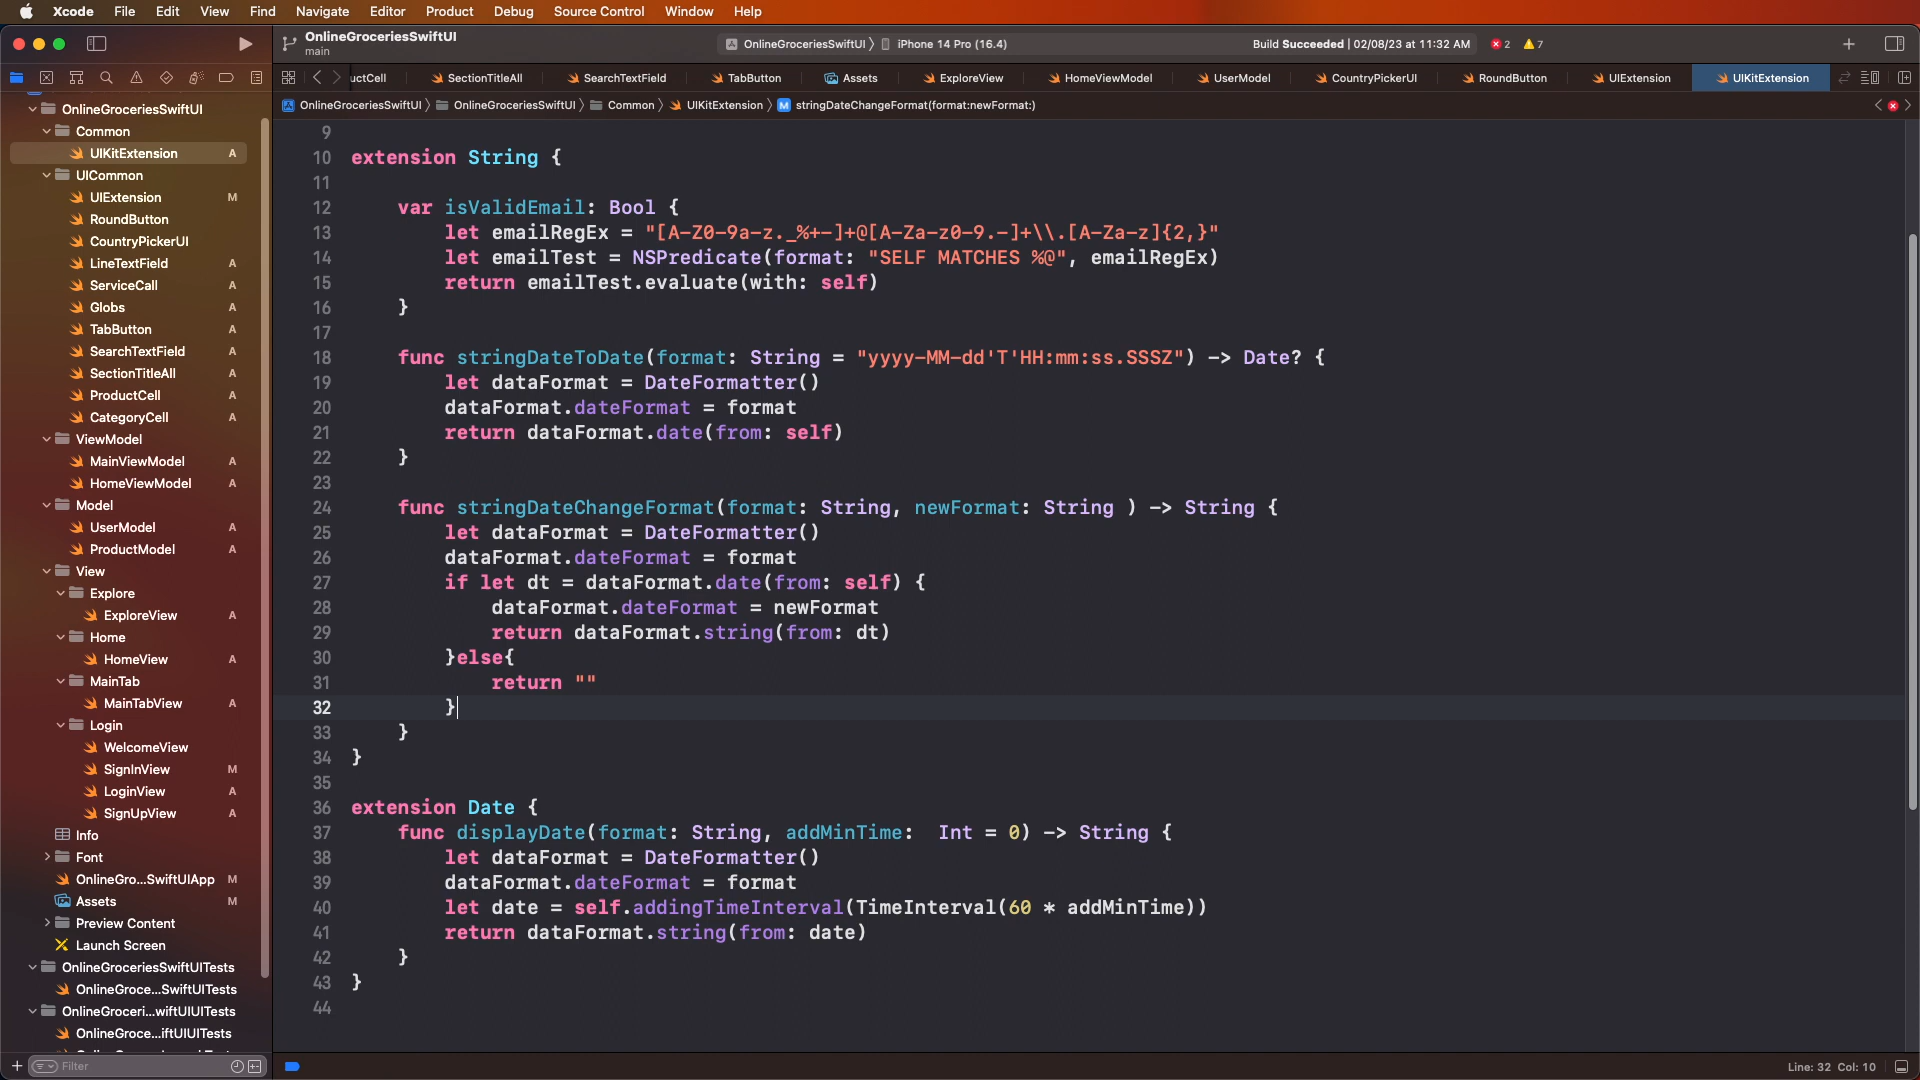 Xcode File Edit View Find Navigate Editor Product Debug Source Control Window Help
OnlineGroceriesSwiftUI
main
OnlineGroceriesSwiftUI 〉 iPhone 14 Pro (16.4)
Build Succeeded | 02/08/23 at 11:32 AM 2 7
uctCell SectionTitleAll SearchTextField TabButton Assets ExploreView HomeViewModel UserModel CountryPickerUI RoundButton UIExtension UIKitExtension
OnlineGroceriesSwiftUI 〉 OnlineGroceriesSwiftUI 〉 Common 〉 UIKitExtension 〉 M stringDateChangeFormat(format:newFormat:)
OnlineGroceriesSwiftUI
Common
UIKitExtension A
UICommon
UIExtension M
RoundButton
CountryPickerUI
LineTextField A
ServiceCall A
Globs A
TabButton A
SearchTextField A
SectionTitleAll A
ProductCell A
CategoryCell A
ViewModel
MainViewModel A
HomeViewModel A
Model
UserModel A
ProductModel A
View
Explore
ExploreView A
Home
HomeView A
MainTab
MainTabView A
Login
WelcomeView
SignInView M
LoginView A
SignUpView A
Info
Font
OnlineGro...SwiftUIApp M
Assets M
Preview Content
Launch Screen
OnlineGroceriesSwiftUITests
OnlineGroce...SwiftUITests
OnlineGroceri...wiftUIUITests
OnlineGroce...iftUIUITests
Filter
9
10 extension String {
11
12 var isValidEmail: Bool {
13 let emailRegEx = "[A-Z0-9a-z._%+-]+@[A-Za-z0-9.-]+\\.[A-Za-z]{2,}"
14 let emailTest = NSPredicate(format: "SELF MATCHES %@", emailRegEx)
15 return emailTest.evaluate(with: self)
16 }
17
18 func stringDateToDate(format: String = "yyyy-MM-dd'T'HH:mm:ss.SSSZ") -> Date? {
19 let dataFormat = DateFormatter()
20 dataFormat.dateFormat = format
21 return dataFormat.date(from: self)
22 }
23
24 func stringDateChangeFormat(format: String, newFormat: String ) -> String {
25 let dataFormat = DateFormatter()
26 dataFormat.dateFormat = format
27 if let dt = dataFormat.date(from: self) {
28 dataFormat.dateFormat = newFormat
29 return dataFormat.string(from: dt)
30 }else{
31 return ""
32 }
33 }
34 }
35
36 extension Date {
37 func displayDate(format: String, addMinTime:  Int = 0) -> String {
38 let dataFormat = DateFormatter()
39 dataFormat.dateFormat = format
40 let date = self.addingTimeInterval(TimeInterval(60 * addMinTime))
41 return dataFormat.string(from: date)
42 }
43 }
44
Line: 32 Col: 10